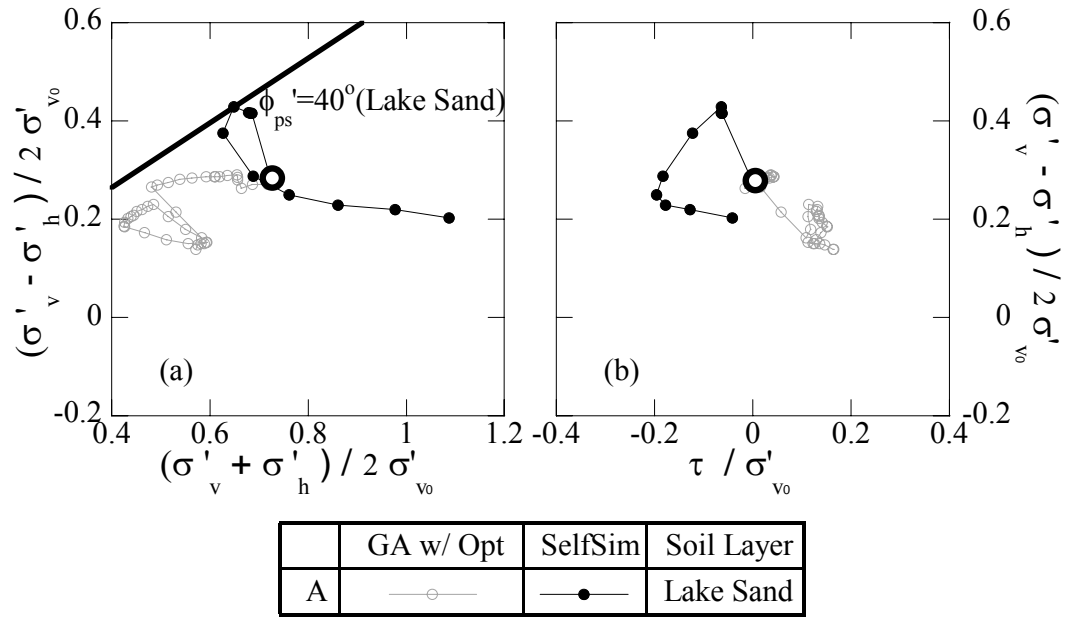 0.6
0.4
0.2
0
-0.2
0.4 0.6 0.8 1 1.2
(σ'v - σ'h) / 2 σ'v0
(σ'v + σ'h) / 2 σ'v0
ϕps'=40o(Lake Sand)
(a)
0.6
0.4
0.2
0
-0.2
-0.4 -0.2 0 0.2 0.4
(σ'v - σ'h) / 2 σ'v0
τ / σ'v0
(b)
GA w/ Opt SelfSim Soil Layer
A Lake Sand